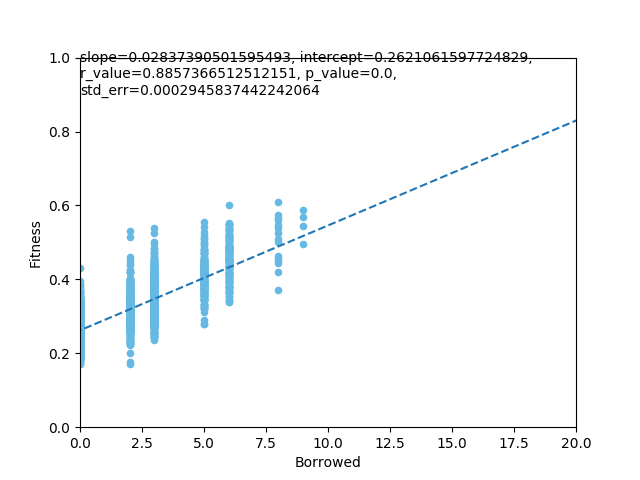 slope=0.02837390501595493, intercept=0.2621061597724829,
r_value=0.8857366512512151, p_value=0.0,
std_err=0.0002945837442242064
1.0
0.8
0.6
0.4
0.2
0.0
Fitness
0.0 2.5 5.0 7.5 10.0 12.5 15.0 17.5 20.0
Borrowed